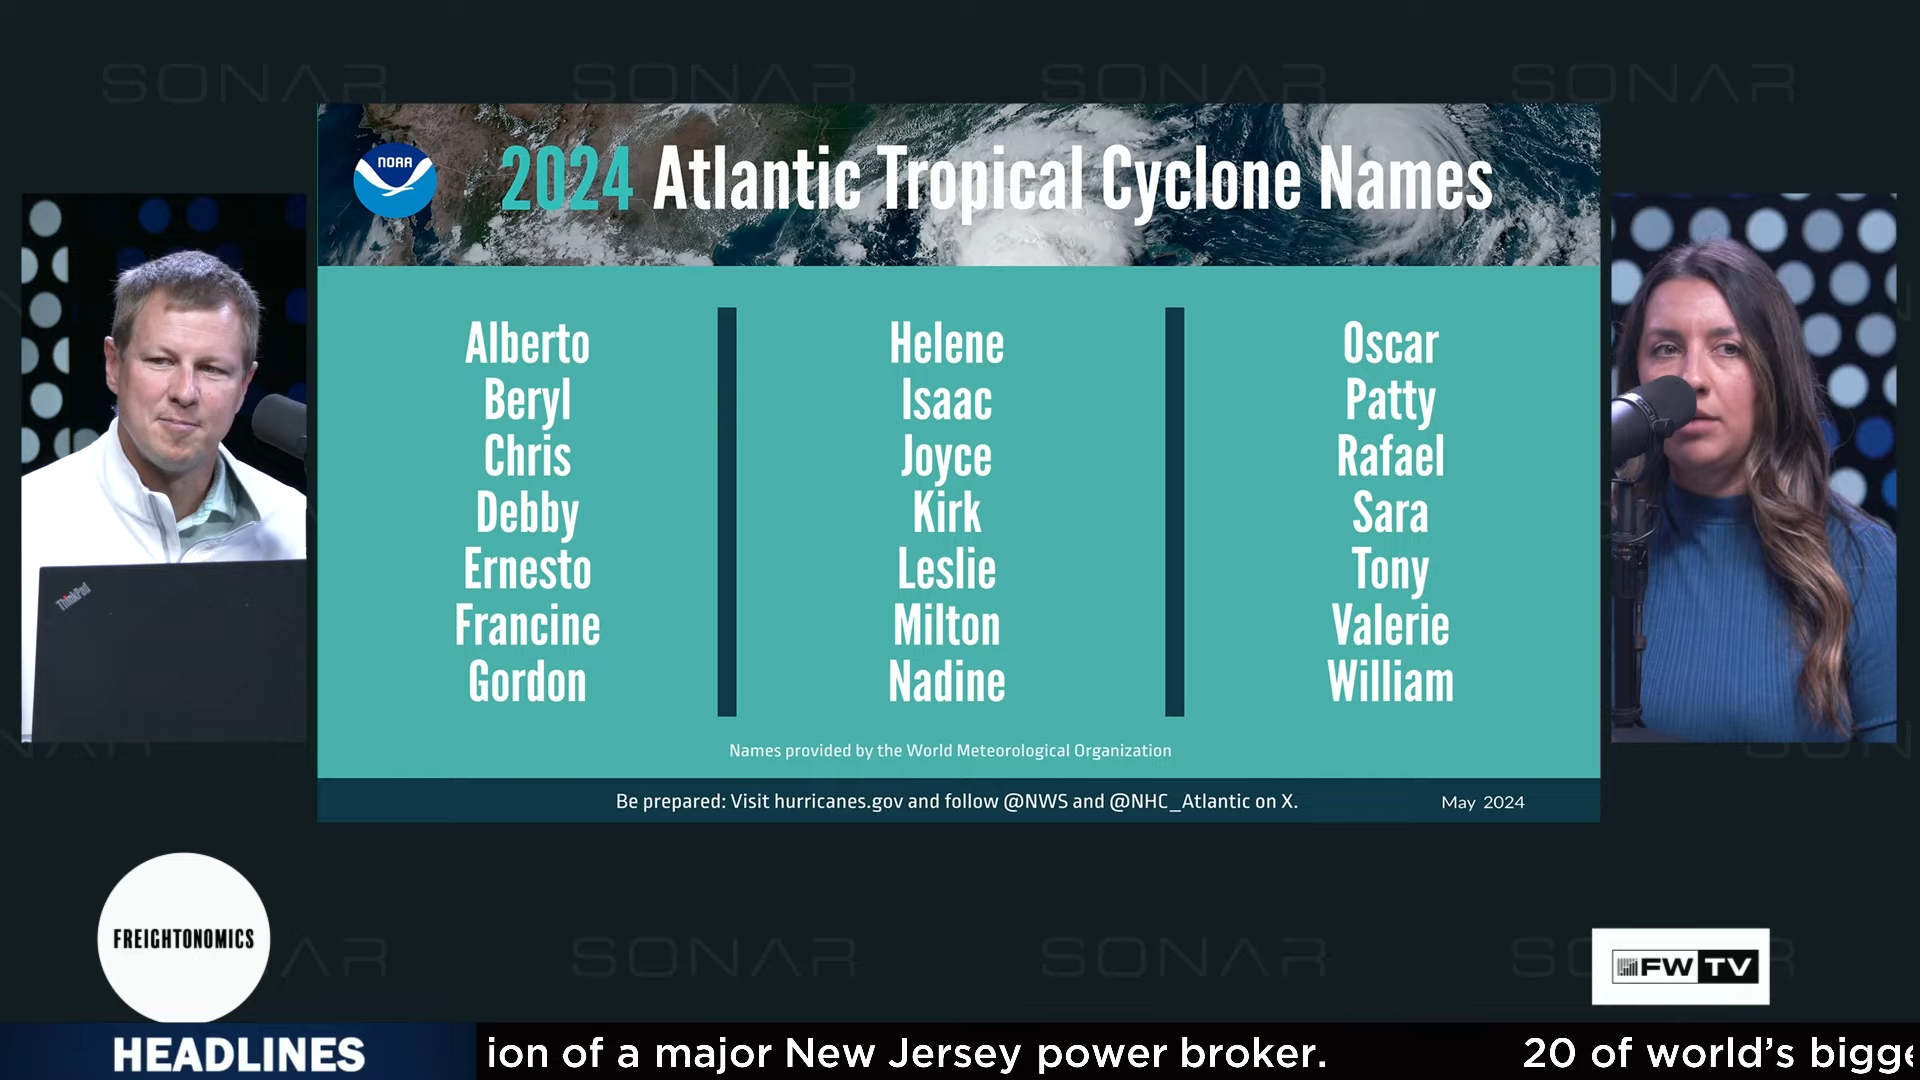 SONAR SONAR SONAR SONAR
NOAA
2024 Atlantic Tropical Cyclone Names
Alberto
Beryl
Chris
Debby
Ernesto
Francine
Gordon
Helene
Isaac
Joyce
Kirk
Leslie
Milton
Nadine
Oscar
Patty
Rafael
Sara
Tony
Valerie
William
Names provided by the World Meteorological Organization
Be prepared: Visit hurricanes.gov and follow @NWS and @NHC_Atlantic on X.
May 2024
ThinkPad
FREIGHTONOMICS
SONAR SONAR
FWTV
HEADLINES
ion of a major New Jersey power broker.
20 of world's bigge